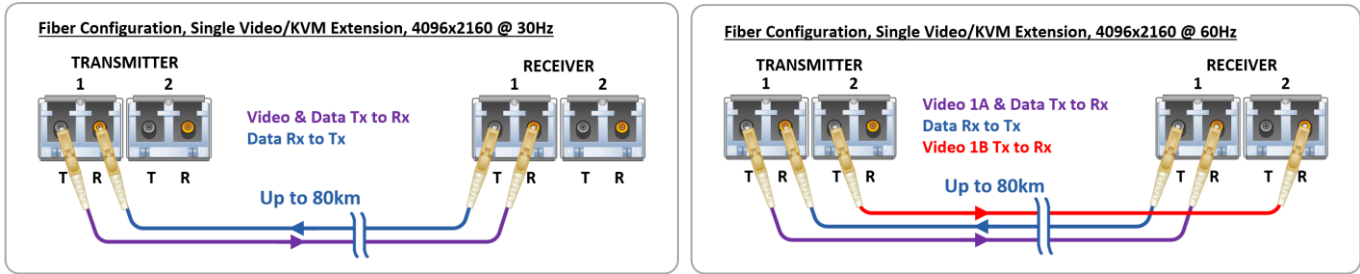 Fiber Configuration, Single Video/KVM Extension, 4096x2160 @ 30Hz
TRANSMITTER
1 2
RECEIVER
1 2
Video & Data Tx to Rx
Data Rx to Tx
T R T R
T R T R
Up to 80km
Fiber Configuration, Single Video/KVM Extension, 4096x2160 @ 60Hz
TRANSMITTER
1 2
RECEIVER
1 2
Video 1A & Data Tx to Rx
Data Rx to Tx
Video 1B Tx to Rx
T R T R
T R T R
Up to 80km